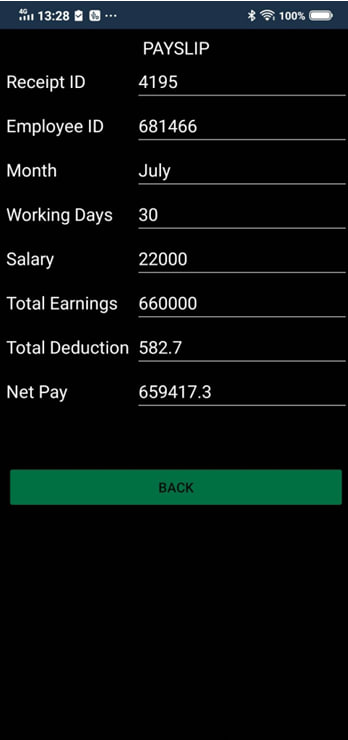 4G 13:28 ... 100%
PAYSLIP
Receipt ID 4195
Employee ID 681466
Month July
Working Days 30
Salary 22000
Total Earnings 660000
Total Deduction 582.7
Net Pay 659417.3
BACK